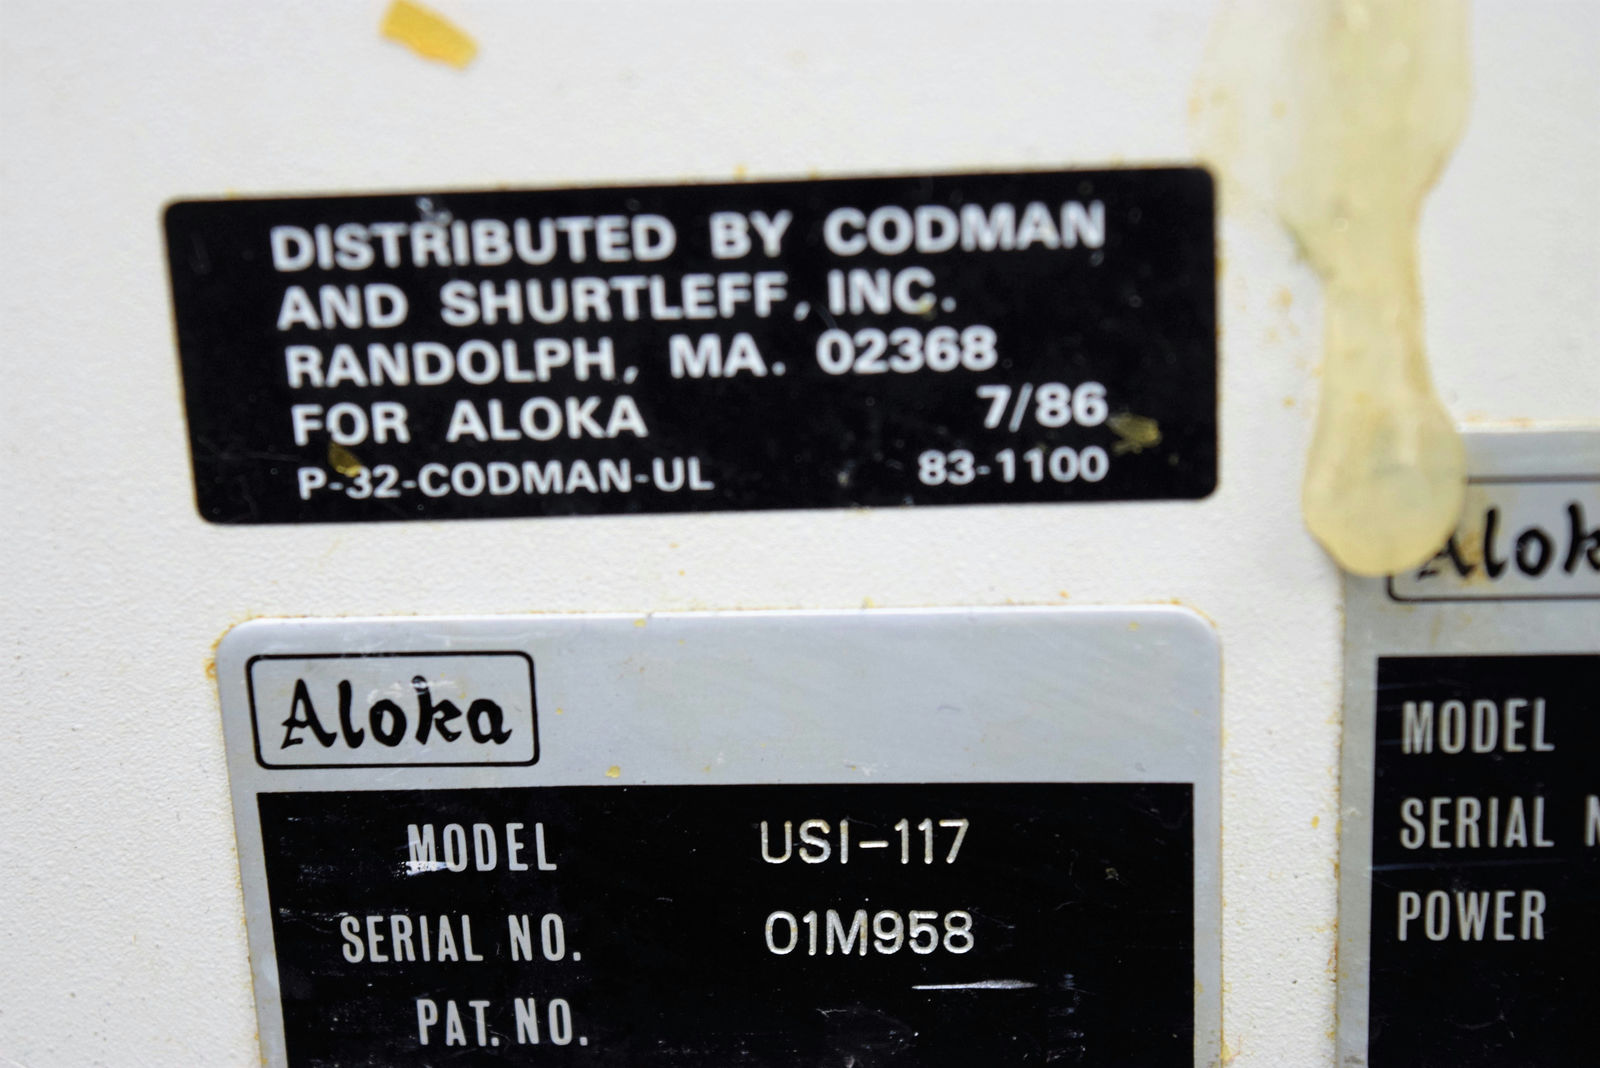 DISTRIBUTED BY CODMAN
AND SHURTLEFF, INC.
RANDOLPH, MA. 02368
FOR ALOKA 7/86
P-32-CODMAN-UL 83-1100
Aloka
MODEL USI-117
SERIAL NO. 01M958
PAT. NO.
Alok
MODEL
SERIAL N
POWER